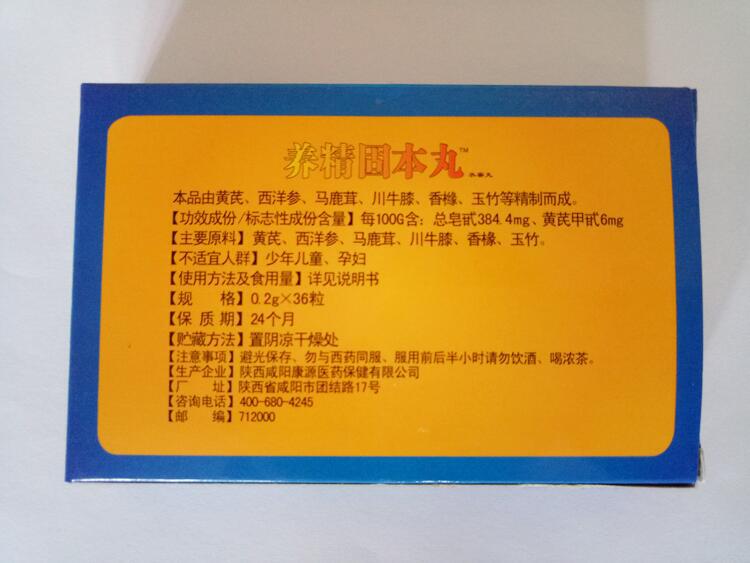 养精固本丸™
水蜜丸
本品由黄芪、西洋参、马鹿茸、川牛膝、香橼、玉竹等精制而成。
【功效成份/标志性成份含量】每100G含:总皂甙384.4mg、黄芪甲甙6mg
【主要原料】黄芪、西洋参、马鹿茸、川牛膝、香橼、玉竹。
【不适宜人群】少年儿童、孕妇
【使用方法及食用量】详见说明书
【规　　格】0.2g×36粒
【保 质 期】24个月
【贮藏方法】置阴凉干燥处
【注意事项】避光保存、勿与西药同服、服用前后半小时请勿饮酒、喝浓茶。
【生产企业】陕西咸阳康源医药保健有限公司
【厂　　址】陕西省咸阳市团结路17号
【咨询电话】400-680-4245
【邮　　编】712000